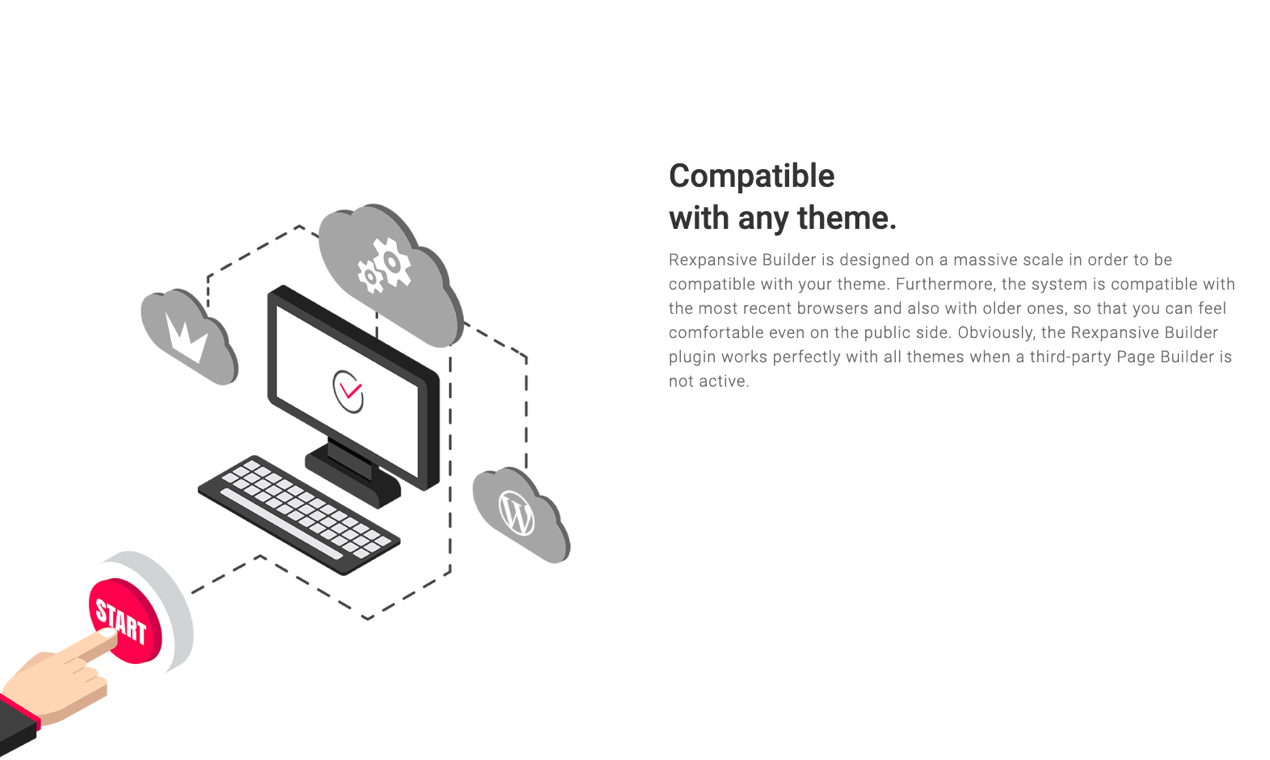 Compatible
with any theme.
Rexpansive Builder is designed on a massive scale in order to be
compatible with your theme. Furthermore, the system is compatible with
the most recent browsers and also with older ones, so that you can feel
comfortable even on the public side. Obviously, the Rexpansive Builder
plugin works perfectly with all themes when a third-party Page Builder is
not active.
W
START